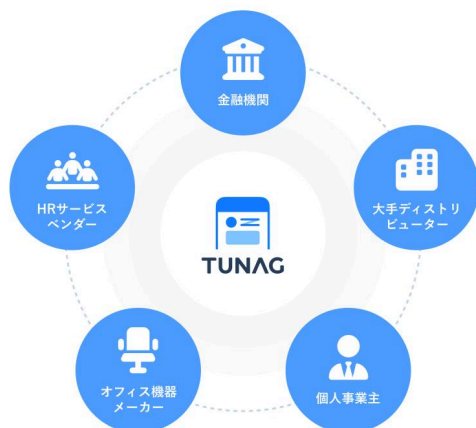 金融機関
HRサービス
ベンダー
大手ディストリ
ビューター
TUNAG
オフィス機器
メーカー
個人事業主